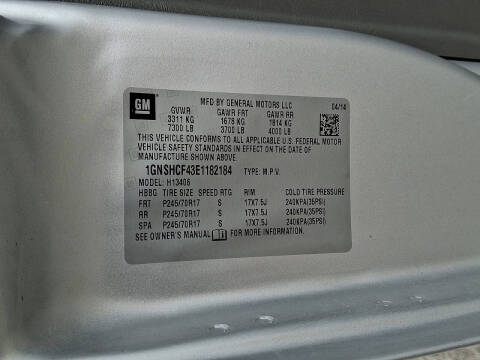 GM
MFD BY GENERAL MOTORS LLC
04/14
GVWR GAWR FRT GAWR RR
3311 KG 1678 KG 1814 KG
7300 LB 3700 LB 4000 LB
THIS VEHICLE CONFORMS TO ALL APPLICABLE U.S. FEDERAL MOTOR
VEHICLE SAFETY STANDARDS IN EFFECT ON THE DATE OF
MANUFACTURE SHOWN ABOVE.
1GNSHCF43E1182184 TYPE: M.P.V.
MODEL: H13406
HBBG TIRE SIZE SPEED RTG RIM COLD TIRE PRESSURE
FRT P245/70R17 S 17X7.5J 240KPA(35PSI)
RR P245/70R17 S 17X7.5J 240KPA(35PSI)
SPA P245/70R17 S 17X7.5J 240KPA(35PSI)
SEE OWNER'S MANUAL FOR MORE INFORMATION.